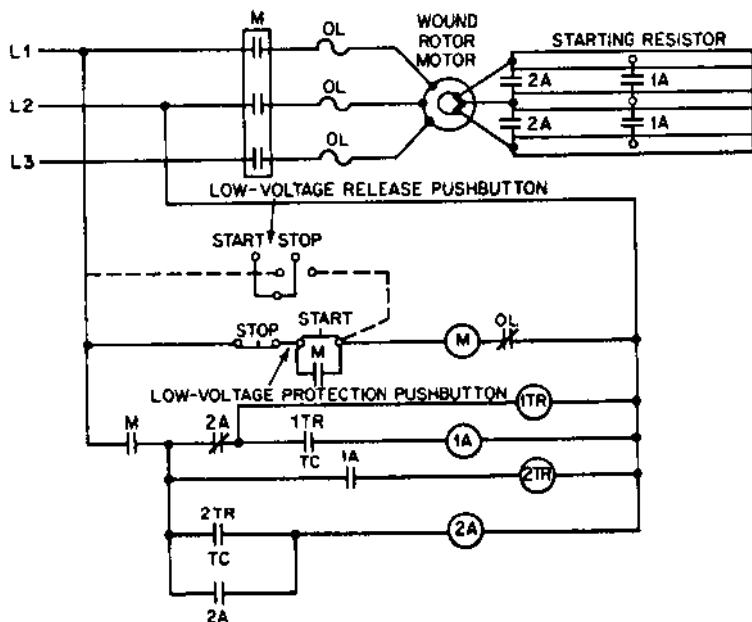 M OL WOUND
ROTOR
MOTOR STARTING RESISTOR
L1
2A 1A
L2 OL
2A 1A
L3 OL
LOW-VOLTAGE RELEASE PUSHBUTTON
START STOP
START
STOP M M OL
LOW-VOLTAGE PROTECTION PUSHBUTTON
1TR
M 2A 1TR 1A
TC
1A 2TR
2TR 2A
TC
2A